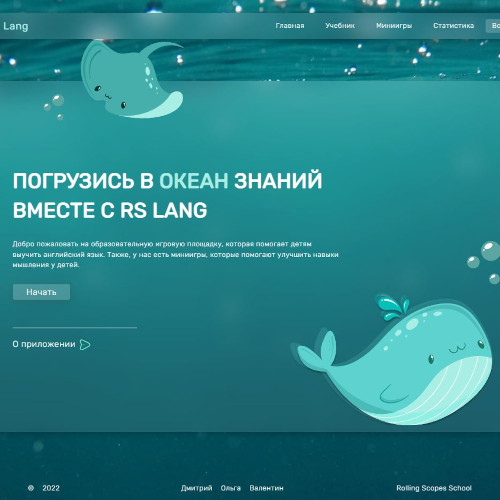 Lang
Главная Учебник Миниигры Статистика
ПОГРУЗИСЬ В ОКЕАН ЗНАНИЙ
ВМЕСТЕ С RS LANG
Добро пожаловать на образовательную игровую площадку, которая помогает детям
выучить английский язык. Также, у нас есть миниигры, которые помогают улучшить навыки
мышления у детей.
Начать
О приложении
2022 Дмитрий Ольга Валентин Rolling Scopes School